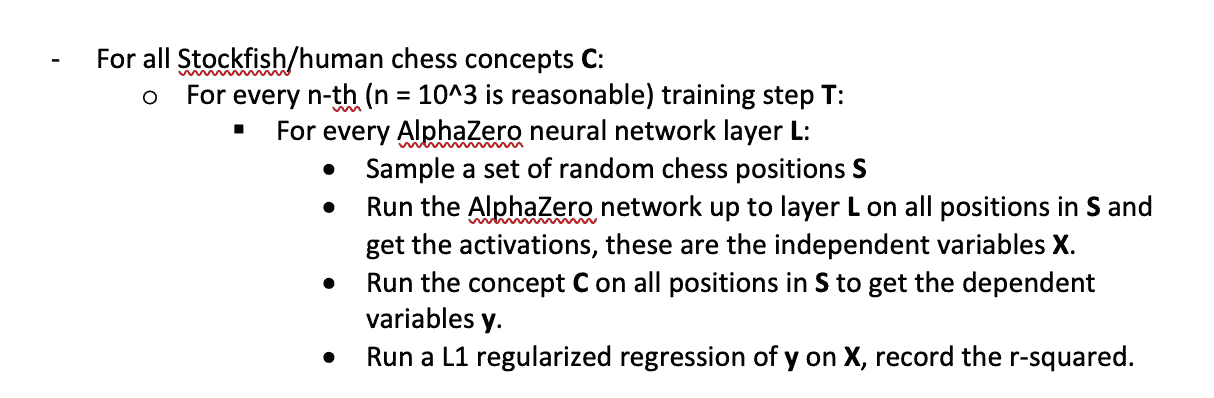 - For all Stockfish/human chess concepts C:
o For every n-th (n = 10^3 is reasonable) training step T:
▪ For every AlphaZero neural network layer L:
• Sample a set of random chess positions S
• Run the AlphaZero network up to layer L on all positions in S and
get the activations, these are the independent variables X.
• Run the concept C on all positions in S to get the dependent
variables y.
• Run a L1 regularized regression of y on X, record the r-squared.